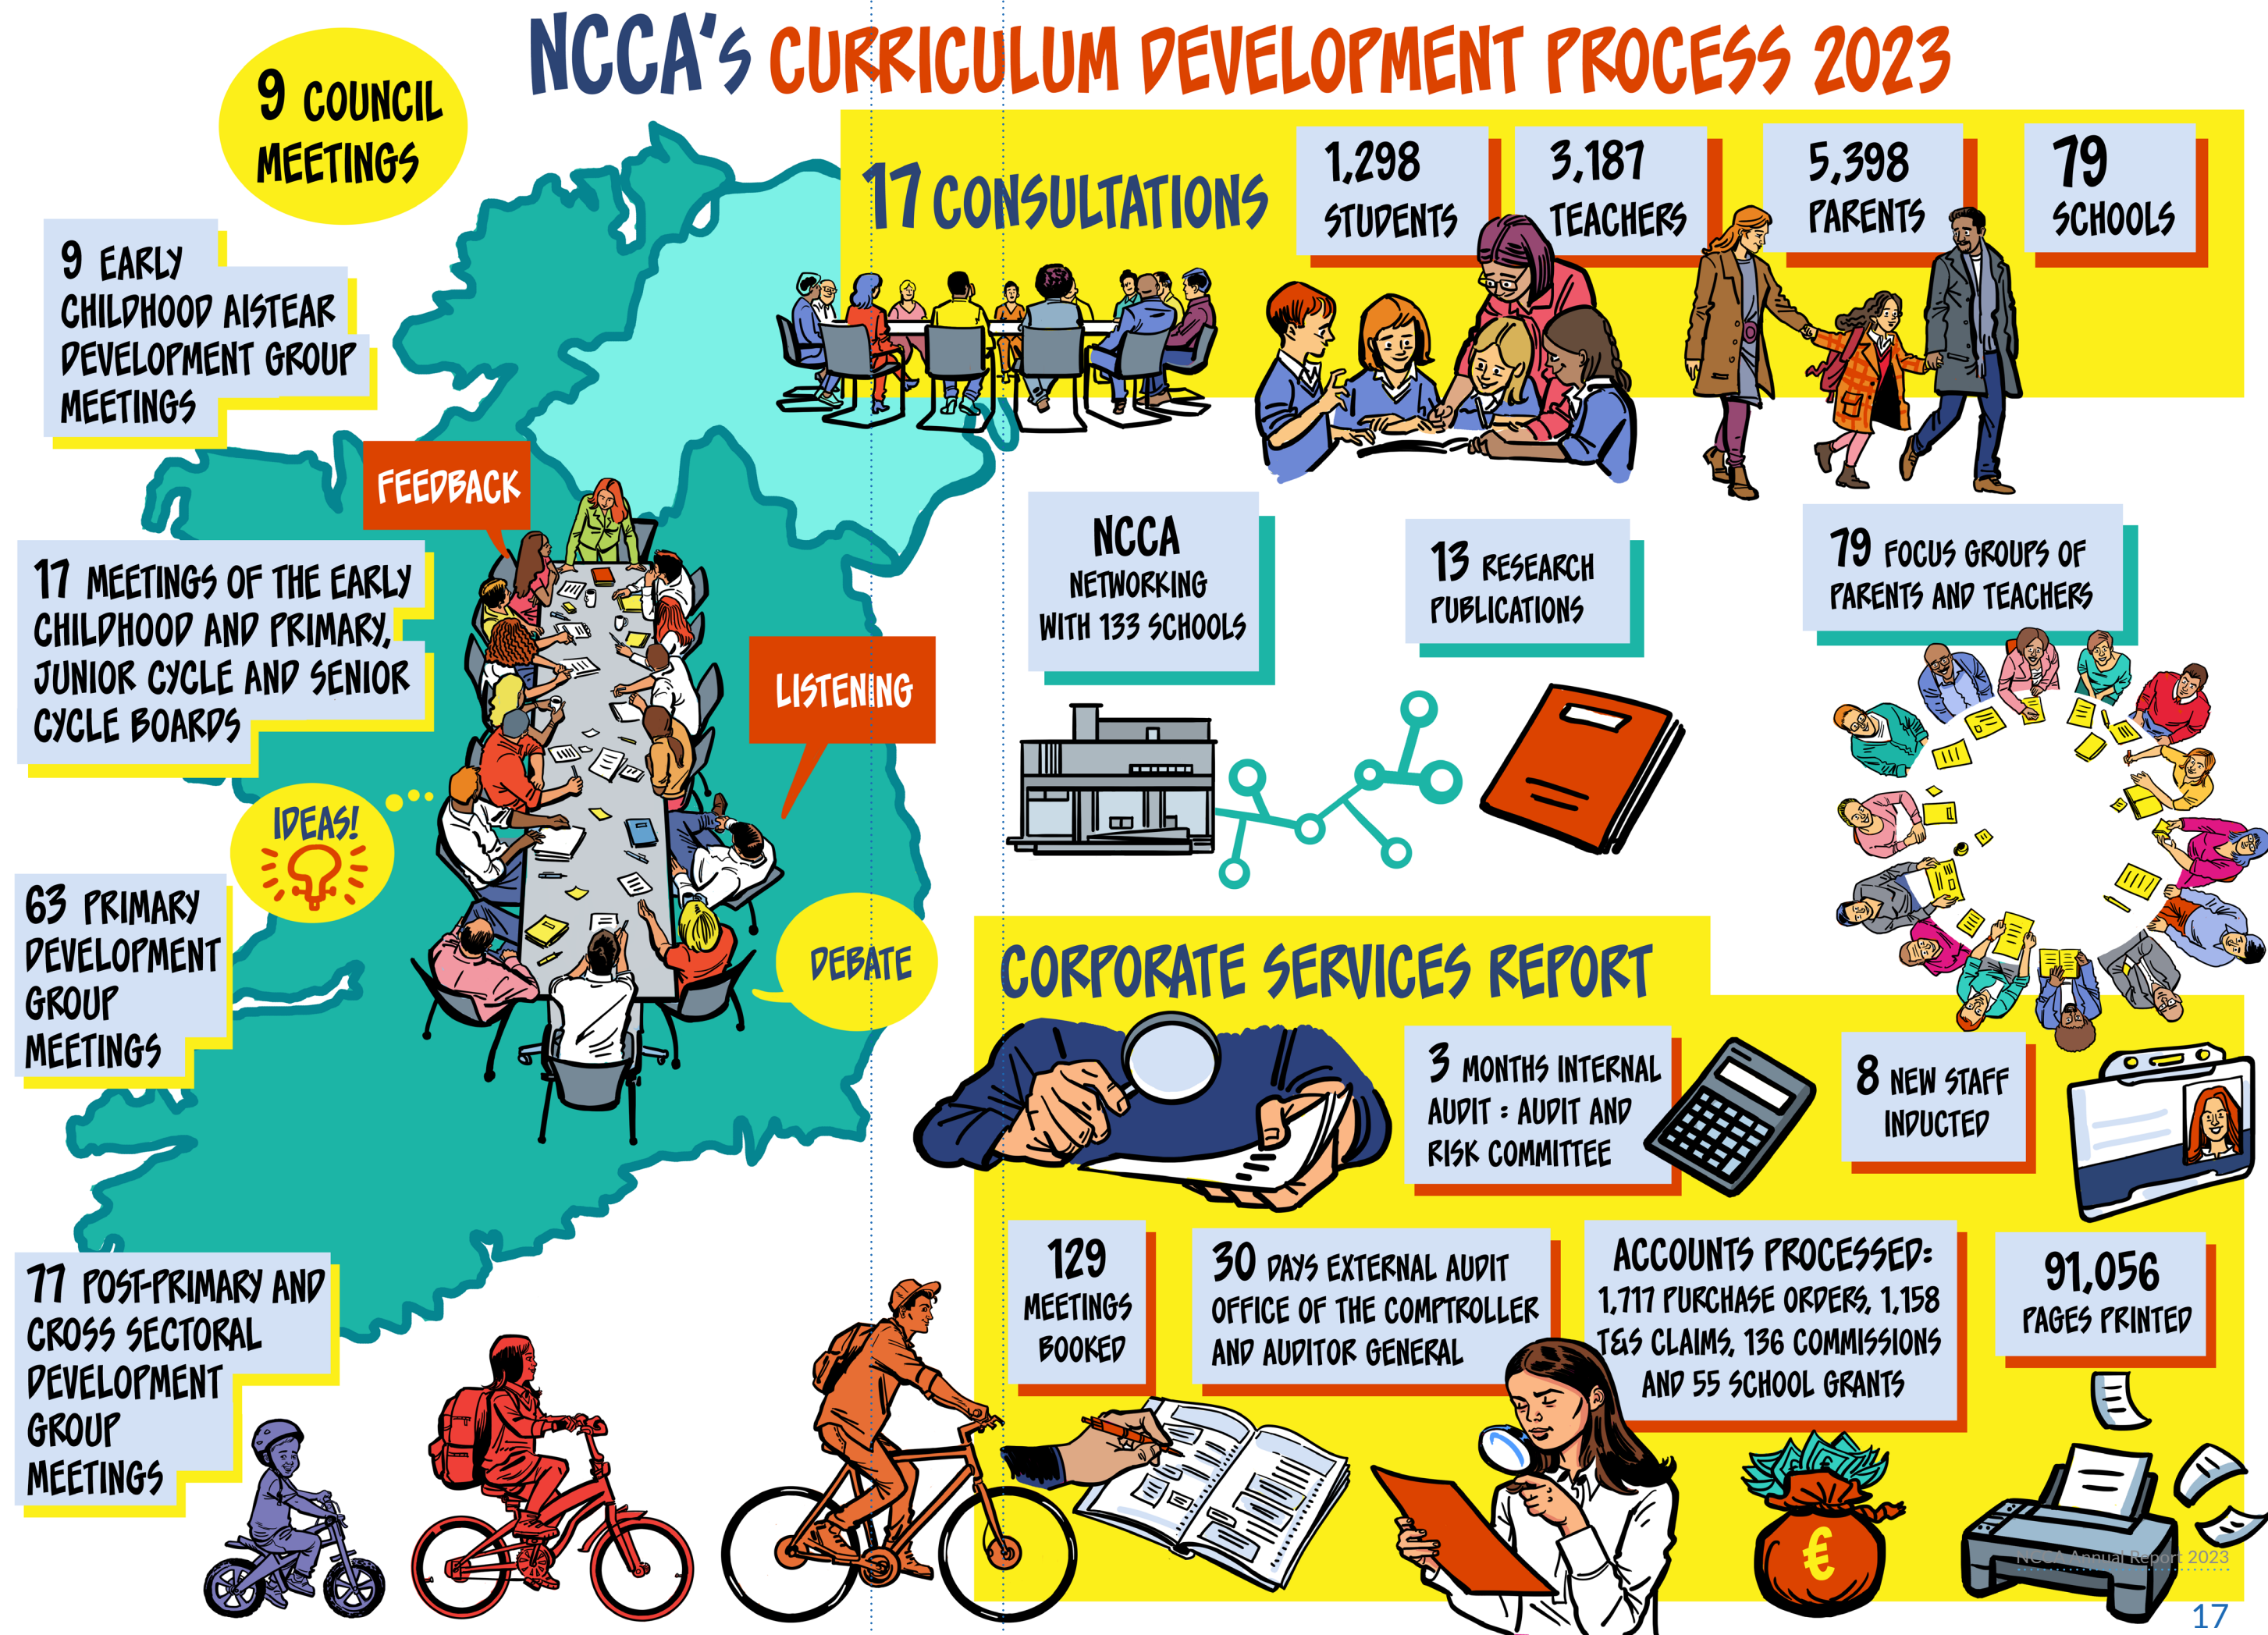 NCCA's CURRICULUM DEVELOPMENT PROCESS 2023
9 COUNCIL
MEETINGS
9 EARLY
CHILDHOOD AISTEAR
DEVELOPMENT GROUP
MEETINGS
17 MEETINGS OF THE EARLY
CHILDHOOD AND PRIMARY,
JUNIOR CYCLE AND SENIOR
CYCLE BOARDS
63 PRIMARY
DEVELOPMENT
GROUP
MEETINGS
77 POST-PRIMARY AND
CROSS SECTORAL
DEVELOPMENT
GROUP
MEETINGS
FEEDBACK
LISTENING
IDEAS!
DEBATE
17 CONSULTATIONS
1,298
STUDENTS
3,187
TEACHERS
5,398
PARENTS
79
SCHOOLS
NCCA
NETWORKING
WITH 133 SCHOOLS
13 RESEARCH
PUBLICATIONS
79 FOCUS GROUPS OF
PARENTS AND TEACHERS
CORPORATE SERVICES REPORT
3 MONTHS INTERNAL
AUDIT : AUDIT AND
RISK COMMITTEE
8 NEW STAFF
INDUCTED
129
MEETINGS
BOOKED
30 DAYS EXTERNAL AUDIT
OFFICE OF THE COMPTROLLER
AND AUDITOR GENERAL
ACCOUNTS PROCESSED:
1,717 PURCHASE ORDERS, 1,158
T&S CLAIMS, 136 COMMISSIONS
AND 55 SCHOOL GRANTS
91,056
PAGES PRINTED
€
NCCA Annual Report 2023
17